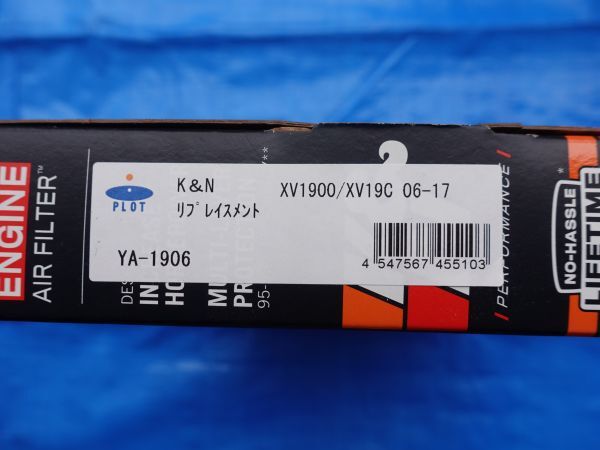 ENGINE
AIR FILTER™
PLOT
K&N XV1900/XV19C 06-17
ﾘﾌﾟﾚｲｽﾒﾝﾄ
YA-1906
4 547567 455103
/PERFORMANCE/
NO-HASSLE
LIFETIME